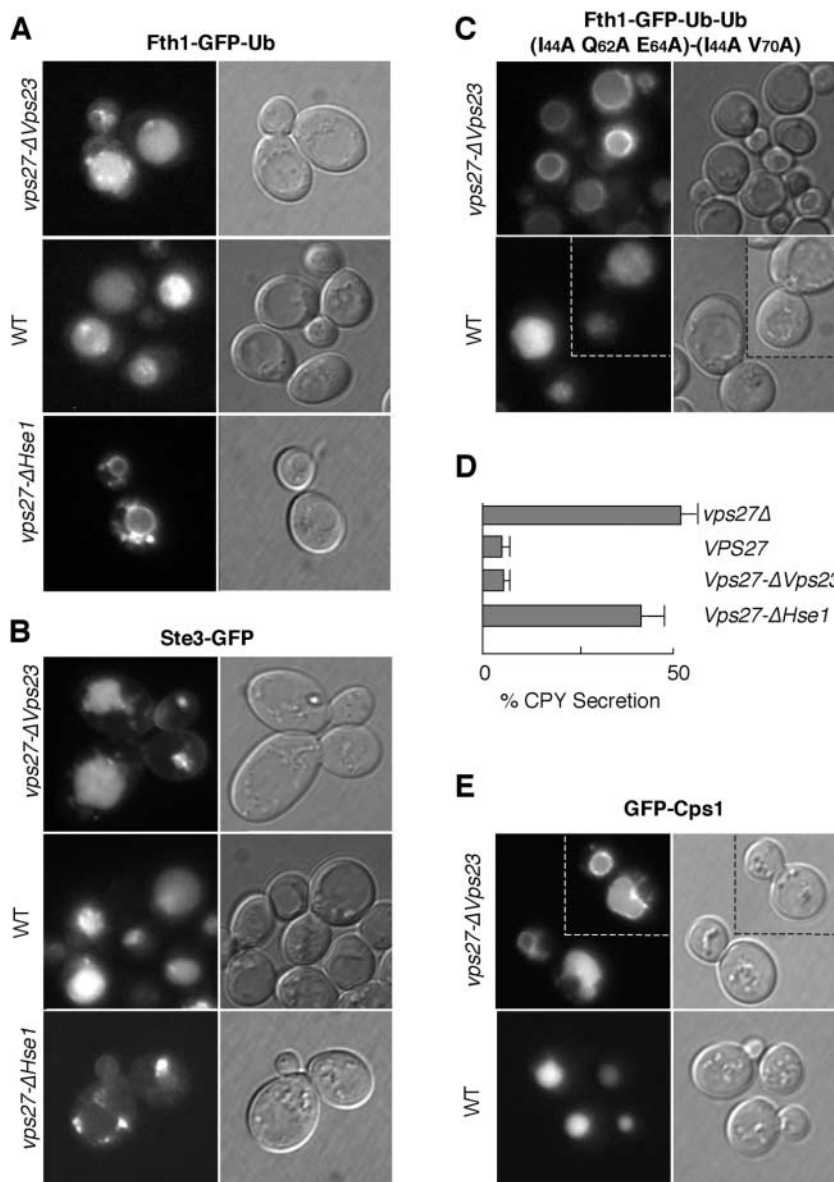 A
Fth1-GFP-Ub
vps27-ΔVps23
WT
vps27-ΔHse1
B
Ste3-GFP
vps27-ΔVps23
WT
vps27-ΔHse1
C
Fth1-GFP-Ub-Ub
(I44A Q62A E64A)-(I44A V70A)
vps27-ΔVps23
WT
D
vps27Δ
VPS27
Vps27-ΔVps23
Vps27-ΔHse1
0 50
% CPY Secretion
E
GFP-Cps1
vps27-ΔVps23
WT